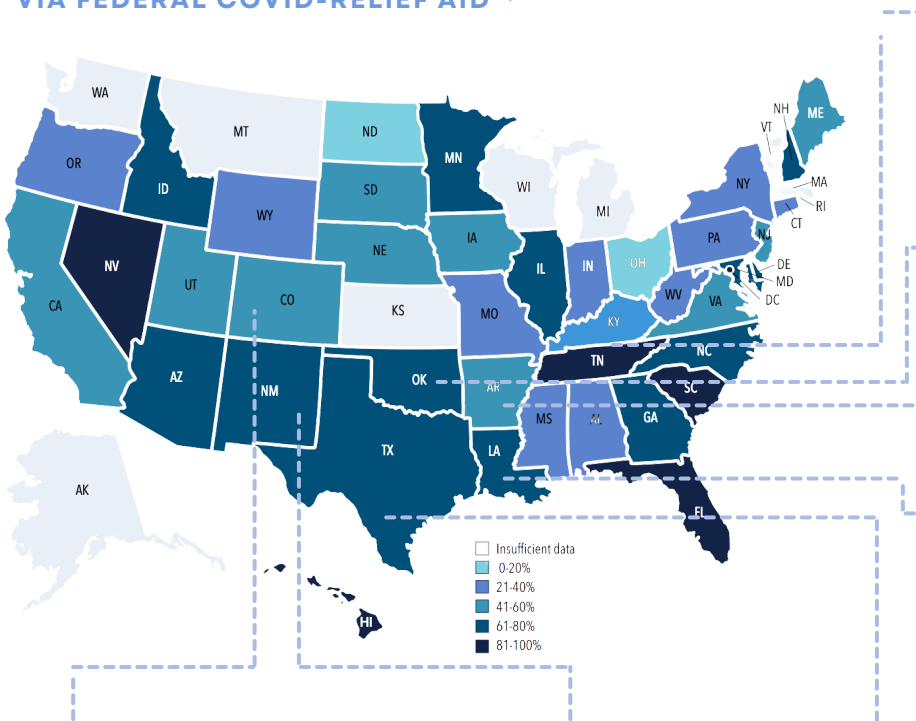 VIA FEDERAL COVID-RELIEF AID
WA
MT
ND
MN
ME
NH
VT
OR
ID
WY
SD
WI
MI
NY
MA
RI
CT
NV
UT
CO
NE
IA
IL
IN
OH
PA
NJ
DE
MD
DC
CA
KS
MO
KY
WV
VA
AZ
NM
OK
AR
TN
NC
SC
TX
LA
MS
AL
GA
FL
AK
HI
Insufficient data
0-20%
21-40%
41-60%
61-80%
81-100%